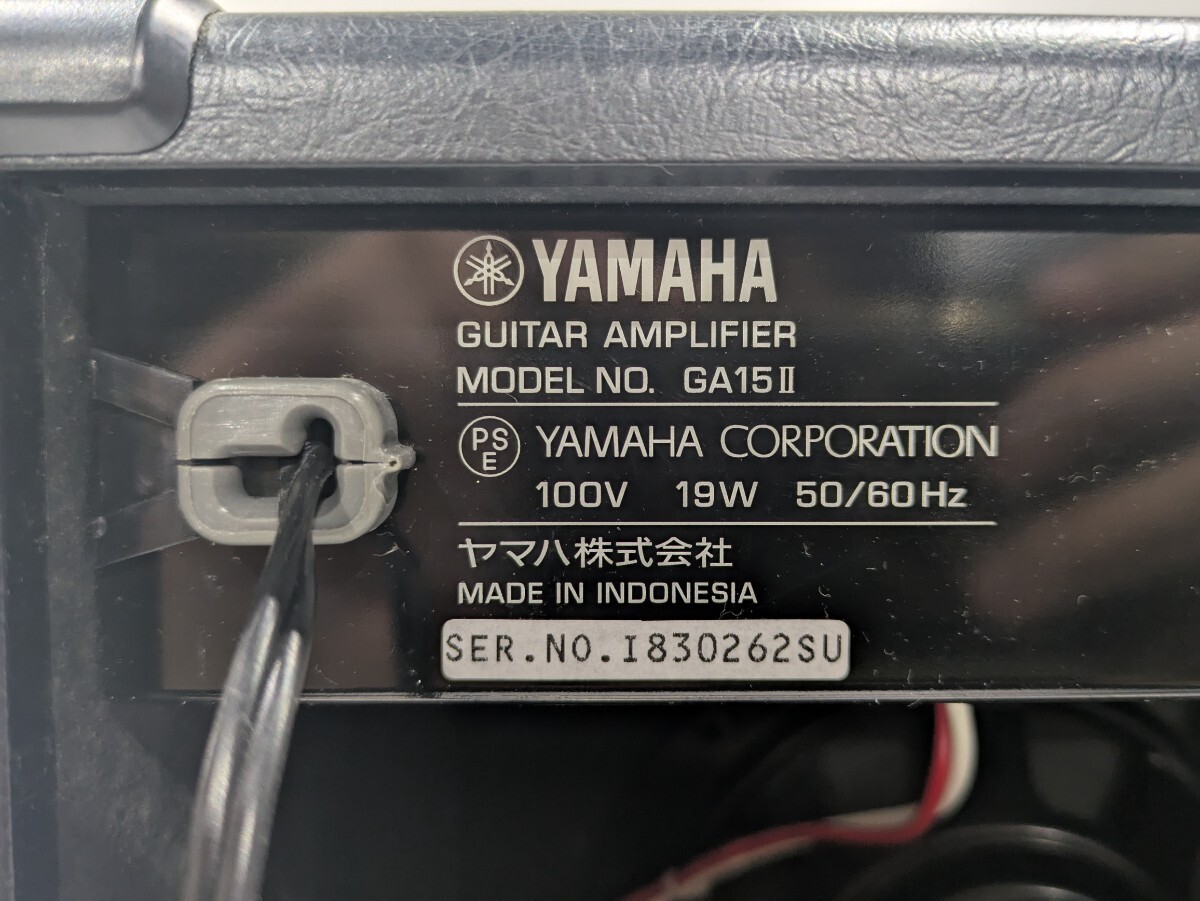 YAMAHA
GUITAR AMPLIFIER
MODEL NO. GA15Ⅱ
PSE YAMAHA CORPORATION
100V 19W 50/60Hz
ヤマハ株式会社
MADE IN INDONESIA
SER.NO.I830262SU